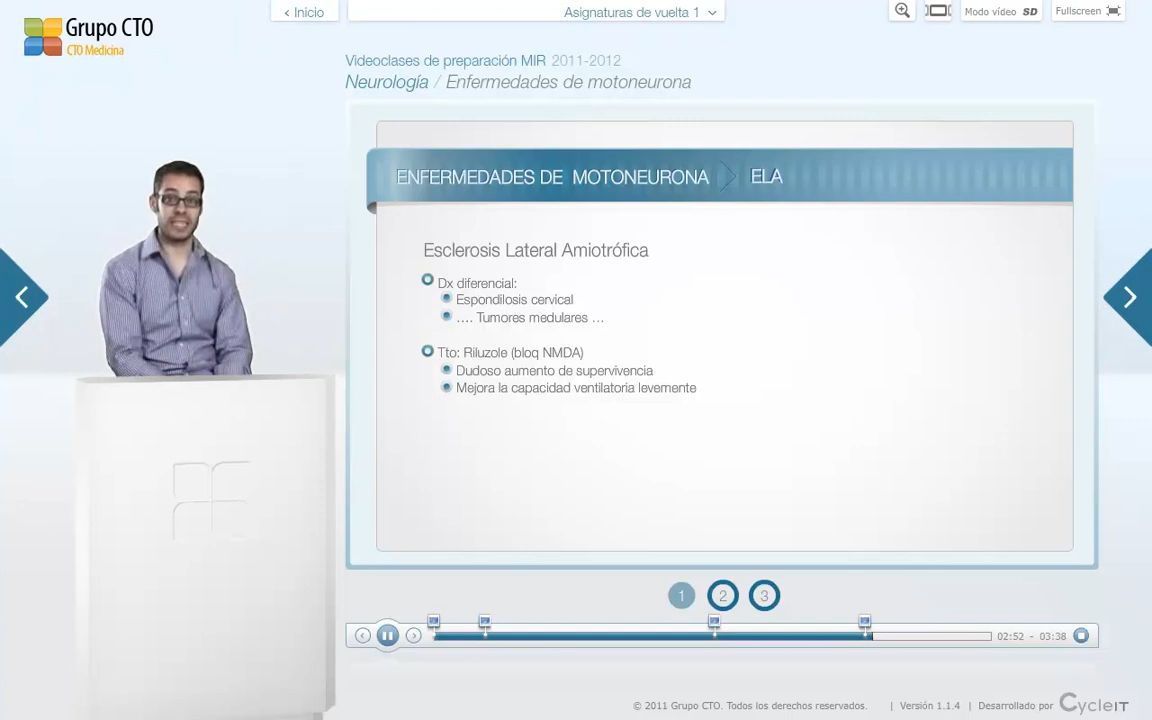 Grupo CTO
CTO Medicina
‹ Inicio
Asignaturas de vuelta 1
Modo vídeo SD
Fullscreen
Videoclases de preparación MIR 2011-2012
Neurología / Enfermedades de motoneurona
ENFERMEDADES DE MOTONEURONA
ELA
Esclerosis Lateral Amiotrófica
Dx diferencial:
Espondilosis cervical
.... Tumores medulares ...
Tto: Riluzole (bloq NMDA)
Dudoso aumento de supervivencia
Mejora la capacidad ventilatoria levemente
1 2 3
02:52 - 03:38
© 2011 Grupo CTO. Todos los derechos reservados. | Versión 1.1.4 | Desarrollado por CycleIT